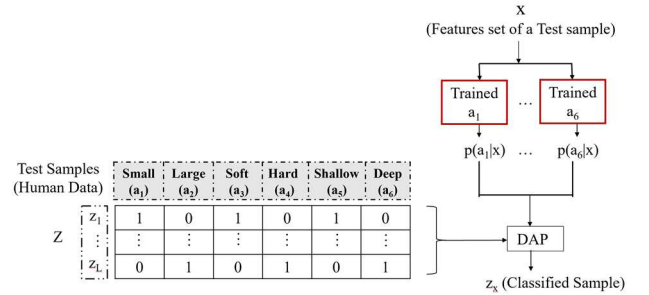 X
(Features set of a Test sample)
Trained a₁ ... Trained a₆
p(a₁|x) ... p(a₆|x)
Test Samples
(Human Data)
Small (a₁) Large (a₂) Soft (a₃) Hard (a₄) Shallow (a₅) Deep (a₆)
Z
z₁ 1 0 1 0 1 0
⋮ ⋮ ⋮ ⋮ ⋮ ⋮ ⋮
z_L 0 1 0 1 0 1
DAP
zₓ (Classified Sample)